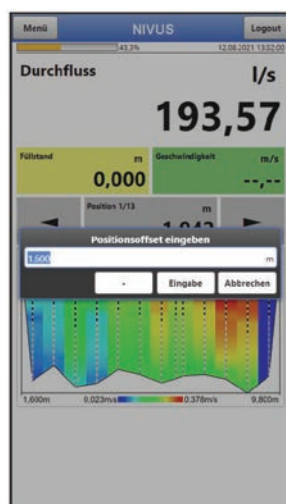 Menü NIVUS Logout
43,3% 12.08.2021 13:32:00
Durchfluss l/s
193,57
Füllstand m Geschwindigkeit m/s
0,000 --,--
Position 1/13 m
Positionsoffset eingeben
1,600 m
- Eingabe Abbrechen
1,600m 0,023m/s 0.378m/s 9,800m